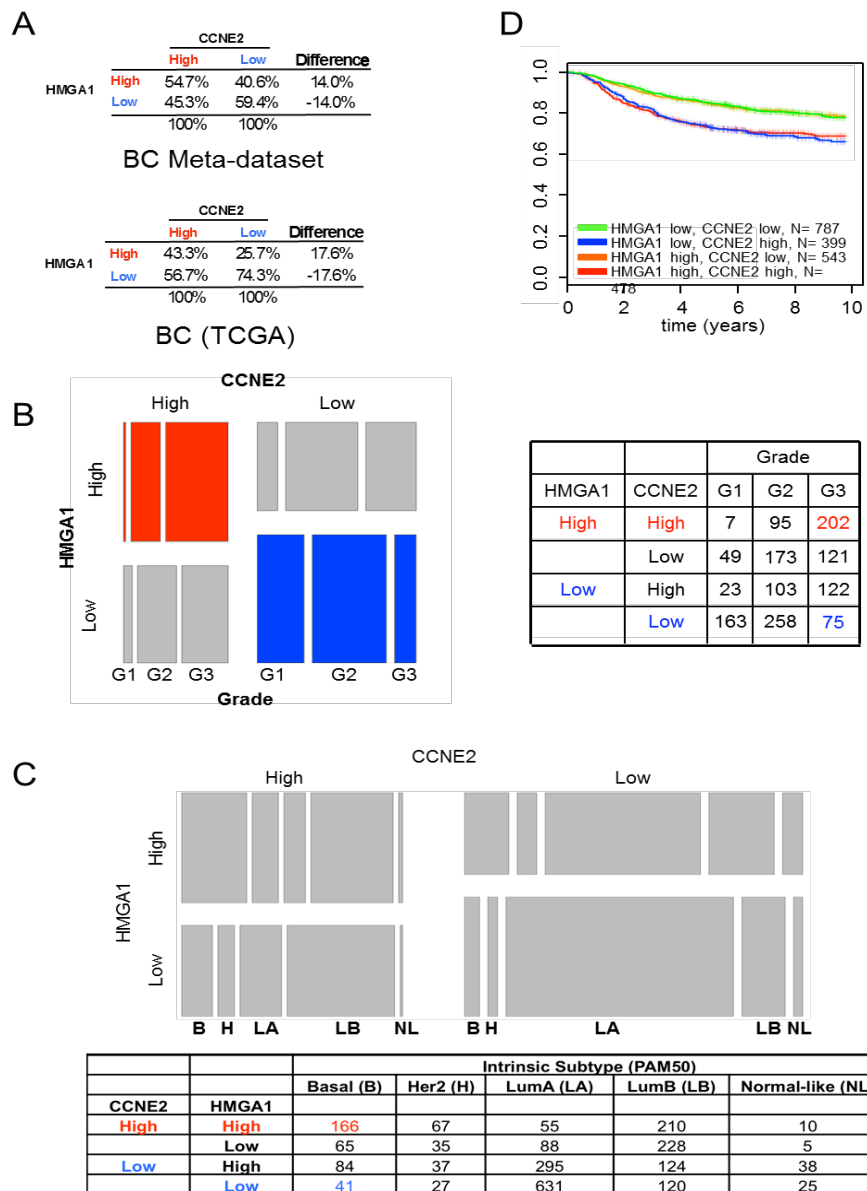 A
CCNE2
High Low Difference
HMGA1 High 54.7% 40.6% 14.0%
Low 45.3% 59.4% -14.0%
100% 100%
BC Meta-dataset
CCNE2
High Low Difference
HMGA1 High 43.3% 25.7% 17.6%
Low 56.7% 74.3% -17.6%
100% 100%
BC (TCGA)
D
1.0
0.8
0.6
0.4
0.2
0.0
HMGA1 low, CCNE2 low, N= 787
HMGA1 low, CCNE2 high, N= 399
HMGA1 high, CCNE2 low, N= 543
HMGA1 high, CCNE2 high, N=
478
0 2 4 6 8 10
time (years)
B
CCNE2
High Low
HMGA1
High
Low
G1 G2 G3 G1 G2 G3
Grade
Grade
HMGA1 CCNE2 G1 G2 G3
High High 7 95 202
Low 49 173 121
Low High 23 103 122
Low 163 258 75
C
CCNE2
High Low
HMGA1
High
Low
B H LA LB NL B H LA LB NL
Intrinsic Subtype (PAM50)
Basal (B) Her2 (H) LumA (LA) LumB (LB) Normal-like (NL
CCNE2 HMGA1
High High 166 67 55 210 10
Low 65 35 88 228 5
Low High 84 37 295 124 38
Low 41 27 631 120 25